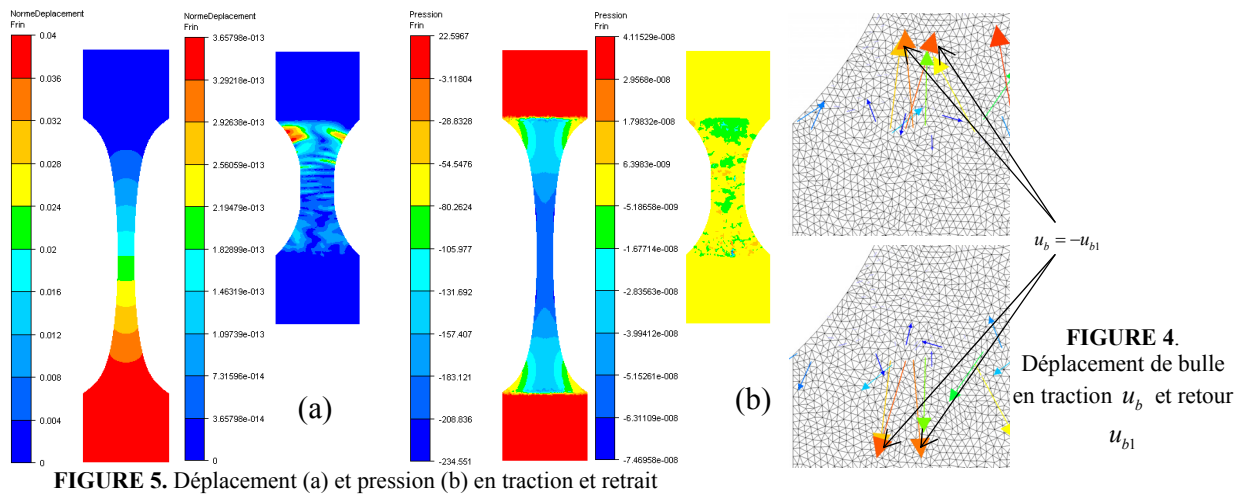 NormeDeplacement
Frin
0.04
0.036
0.032
0.028
0.024
0.02
0.016
0.012
0.008
0.004
0
NormeDeplacement
Frin
3.65798e-013
3.29218e-013
2.92638e-013
2.56059e-013
2.19479e-013
1.82899e-013
1.46319e-013
1.09739e-013
7.31596e-014
3.65798e-014
0
(a)
Pression
Frin
22.5967
-3.11804
-28.8328
-54.5476
-80.2624
-105.977
-131.692
-157.407
-183.121
-208.836
-234.551
Pression
Frin
4.11529e-008
2.9568e-008
1.79832e-008
6.3983e-009
-5.18658e-009
-1.67714e-008
-2.83563e-008
-3.99412e-008
-5.15261e-008
-6.31109e-008
-7.46958e-008
(b)
u_b = −u_{b1}
FIGURE 4.
Déplacement de bulle
en traction u_b et retour
u_{b1}
FIGURE 5. Déplacement (a) et pression (b) en traction et retrait